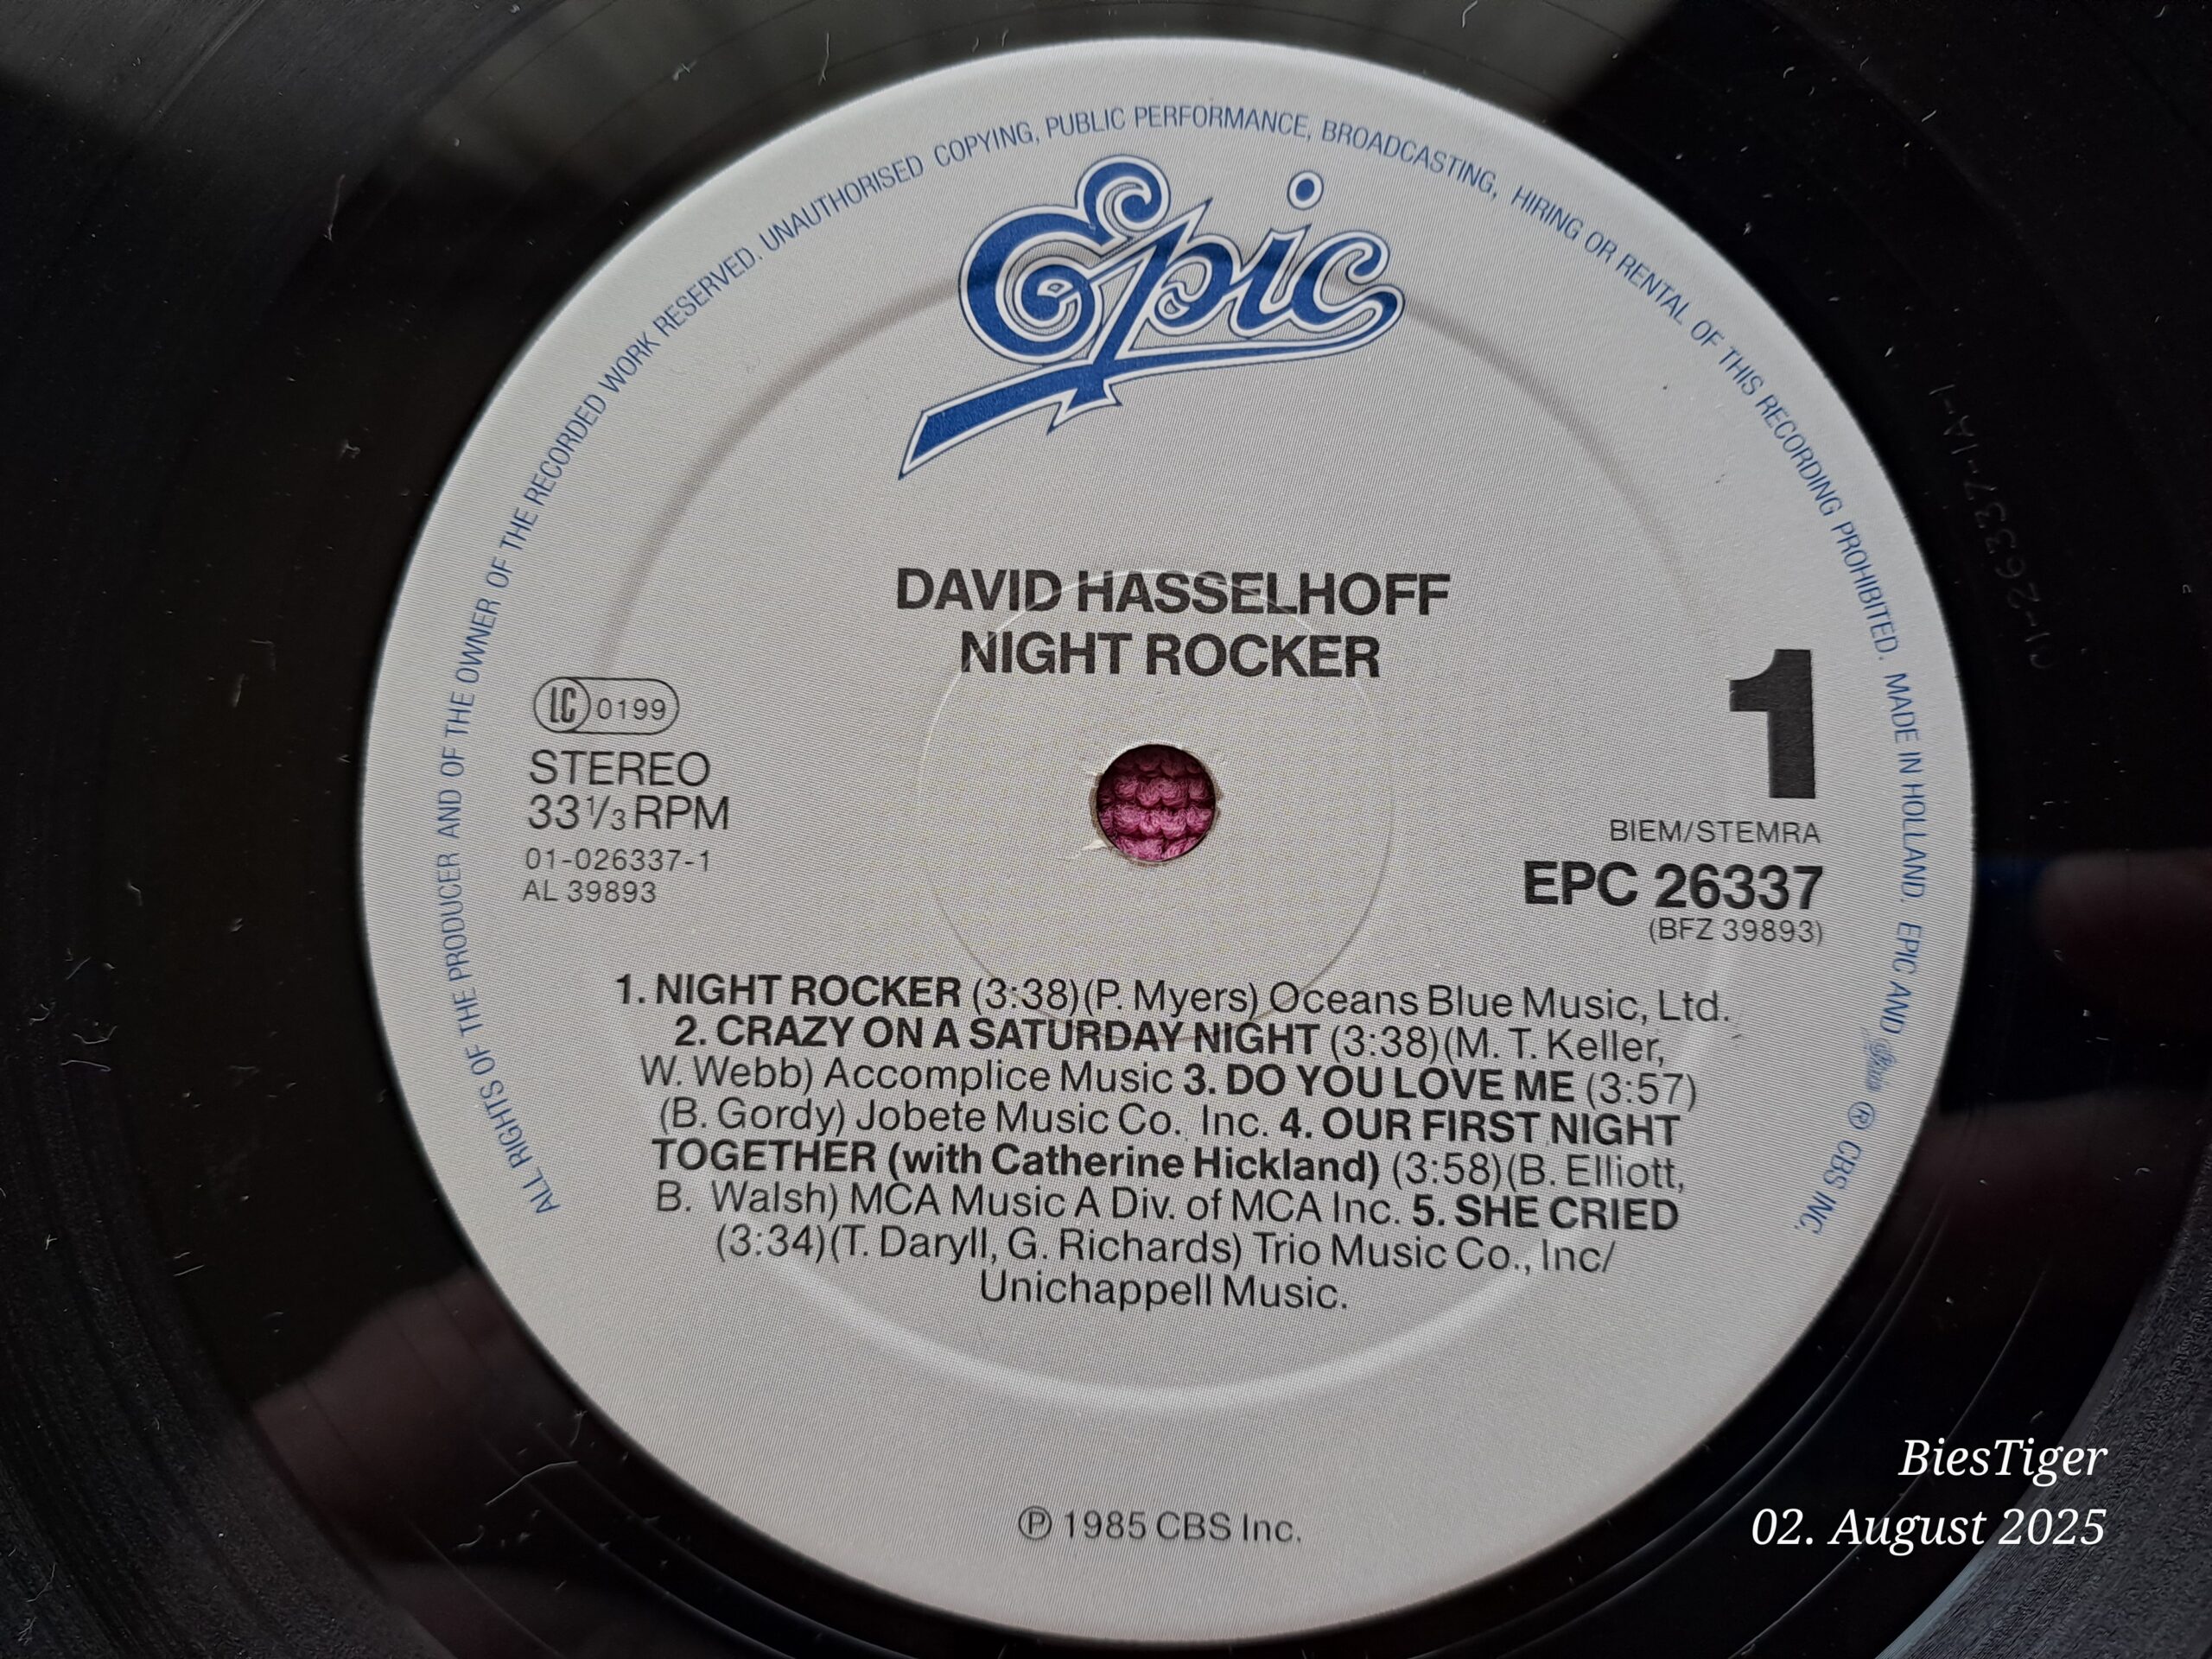 ALL RIGHTS OF THE PRODUCER AND OF THE OWNER OF THE RECORDED WORK RESERVED. UNAUTHORISED COPYING, PUBLIC PERFORMANCE, BROADCASTING, HIRING OR RENTAL OF THIS RECORDING PROHIBITED. MADE IN HOLLAND. EPIC AND Epic ® CBS INC.
Epic
DAVID HASSELHOFF
NIGHT ROCKER
LC 0199
STEREO
33 1/3 RPM
01-026337-1
AL 39893
1
BIEM/STEMRA
EPC 26337
(BFZ 39893)
1. NIGHT ROCKER (3:38)(P. Myers) Oceans Blue Music, Ltd.
2. CRAZY ON A SATURDAY NIGHT (3:38)(M. T. Keller,
W. Webb) Accomplice Music 3. DO YOU LOVE ME (3:57)
(B. Gordy) Jobete Music Co. Inc. 4. OUR FIRST NIGHT
TOGETHER (with Catherine Hickland) (3:58)(B. Elliott,
B. Walsh) MCA Music A Div. of MCA Inc. 5. SHE CRIED
(3:34)(T. Daryll, G. Richards) Trio Music Co., Inc/
Unichappell Music.
℗ 1985 CBS Inc.
BiesTiger
02. August 2025